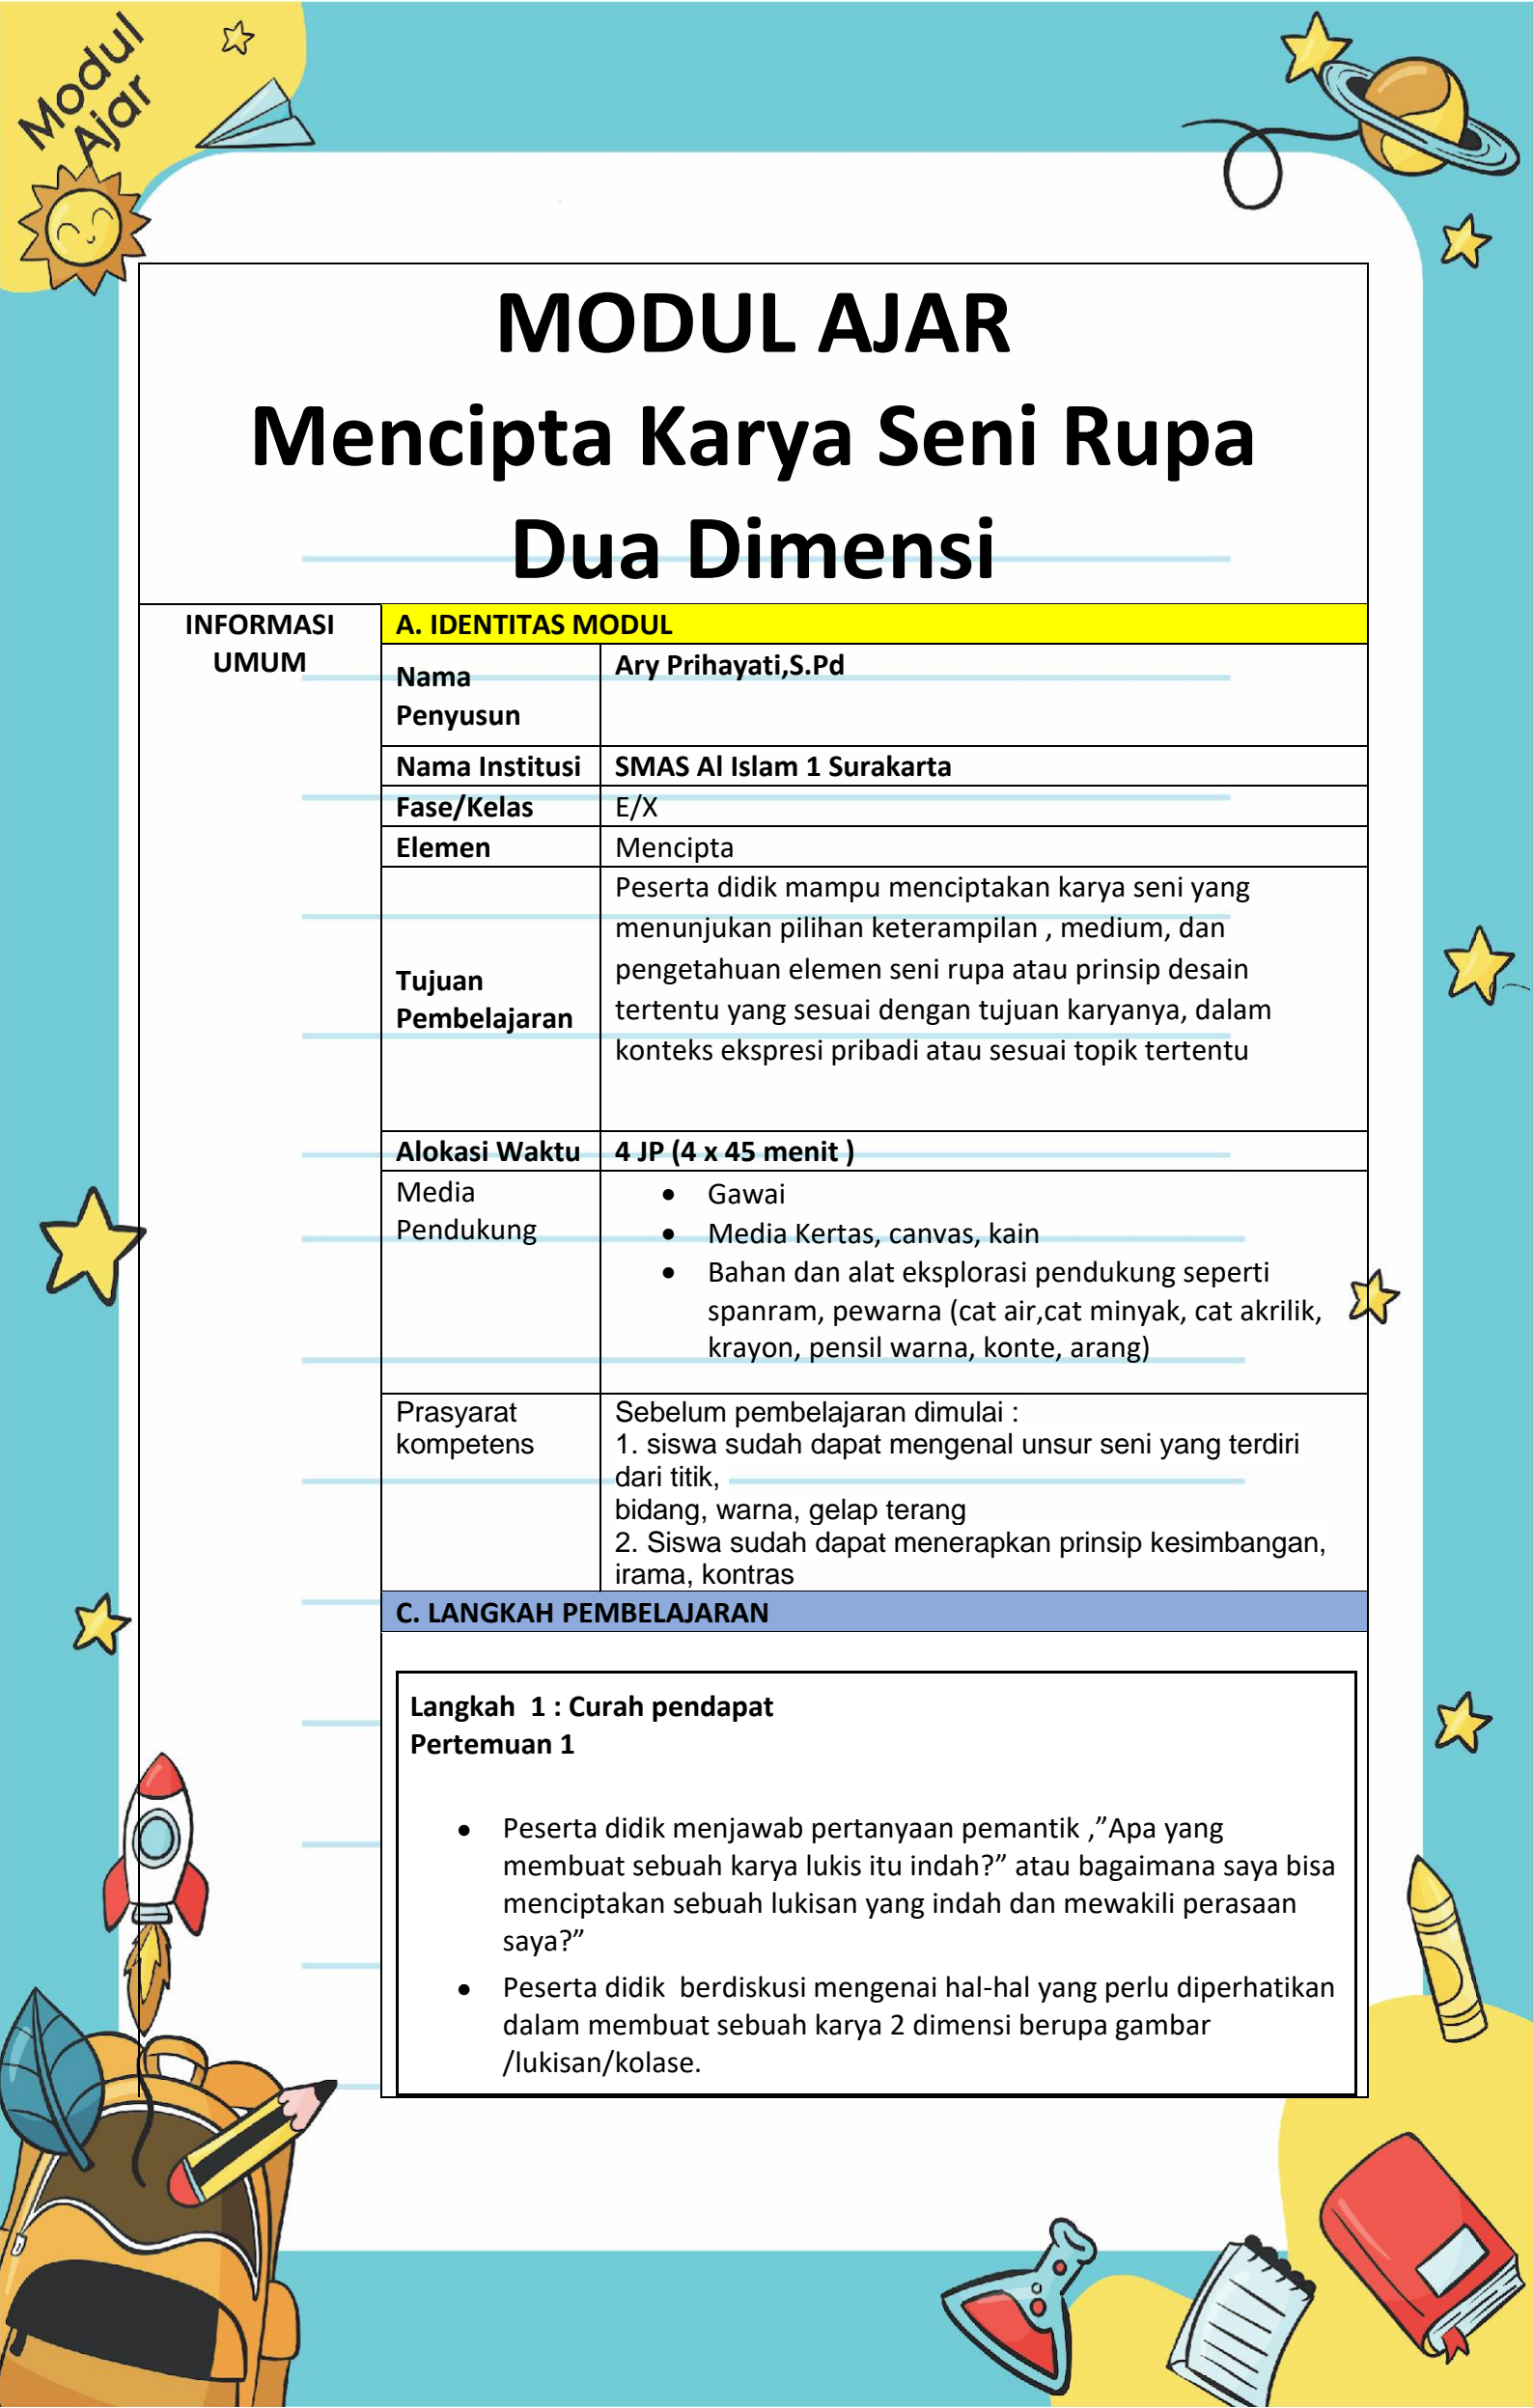 Modul
Ajar
MODUL AJAR
Mencipta Karya Seni Rupa
Dua Dimensi
INFORMASI
UMUM
A. IDENTITAS MODUL
Nama
Penyusun
Ary Prihayati,S.Pd
Nama Institusi
SMAS Al Islam 1 Surakarta
Fase/Kelas
E/X
Elemen
Mencipta
Tujuan
Pembelajaran
Peserta didik mampu menciptakan karya seni yang
menunjukan pilihan keterampilan , medium, dan
pengetahuan elemen seni rupa atau prinsip desain
tertentu yang sesuai dengan tujuan karyanya, dalam
konteks ekspresi pribadi atau sesuai topik tertentu
Alokasi Waktu
4 JP (4 x 45 menit )
Media
Pendukung
• Gawai
• Media Kertas, canvas, kain
• Bahan dan alat eksplorasi pendukung seperti
spanram, pewarna (cat air,cat minyak, cat akrilik,
krayon, pensil warna, konte, arang)
Prasyarat
kompetens
Sebelum pembelajaran dimulai :
1. siswa sudah dapat mengenal unsur seni yang terdiri
dari titik,
bidang, warna, gelap terang
2. Siswa sudah dapat menerapkan prinsip kesimbangan,
irama, kontras
C. LANGKAH PEMBELAJARAN
Langkah  1 : Curah pendapat
Pertemuan 1
• Peserta didik menjawab pertanyaan pemantik ,”Apa yang
membuat sebuah karya lukis itu indah?” atau bagaimana saya bisa
menciptakan sebuah lukisan yang indah dan mewakili perasaan
saya?”
• Peserta didik  berdiskusi mengenai hal-hal yang perlu diperhatikan
dalam membuat sebuah karya 2 dimensi berupa gambar
/lukisan/kolase.